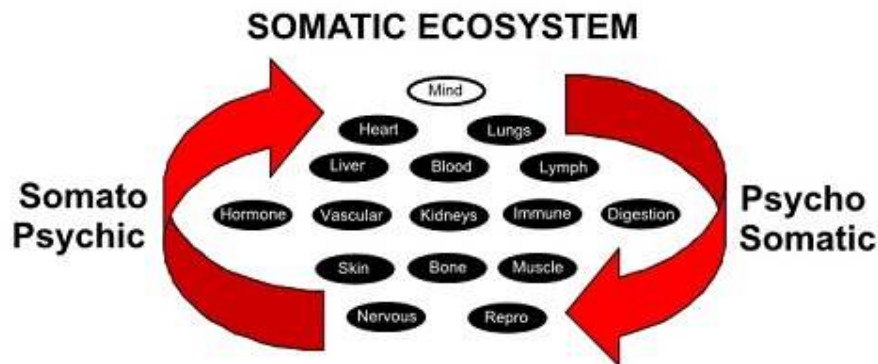 SOMATIC ECOSYSTEM
Mind
Heart Lungs
Liver Blood Lymph
Somato
Psychic
Hormone Vascular Kidneys Immune Digestion
Psycho
Somatic
Skin Bone Muscle
Nervous Repro